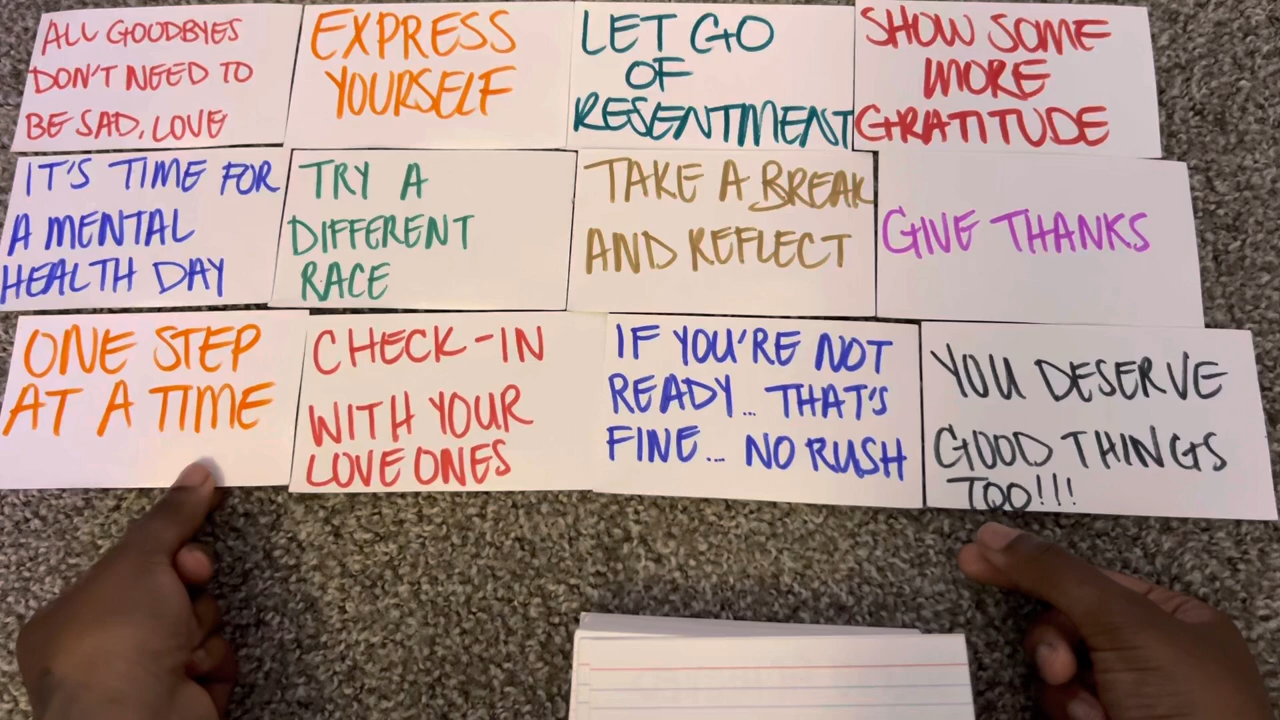 ALL GOODBYES
DON'T NEED TO
BE SAD, LOVE
EXPRESS
YOURSELF
LET GO
OF
RESENTMENT
SHOW SOME
MORE
GRATITUDE
IT'S TIME FOR
A MENTAL
HEALTH DAY
TRY A
DIFFERENT
RACE
TAKE A BREAK
AND REFLECT
GIVE THANKS
ONE STEP
AT A TIME
CHECK-IN
WITH YOUR
LOVE ONES
IF YOU'RE NOT
READY... THAT'S
FINE... NO RUSH
YOU DESERVE
GOOD THINGS
TOO!!!